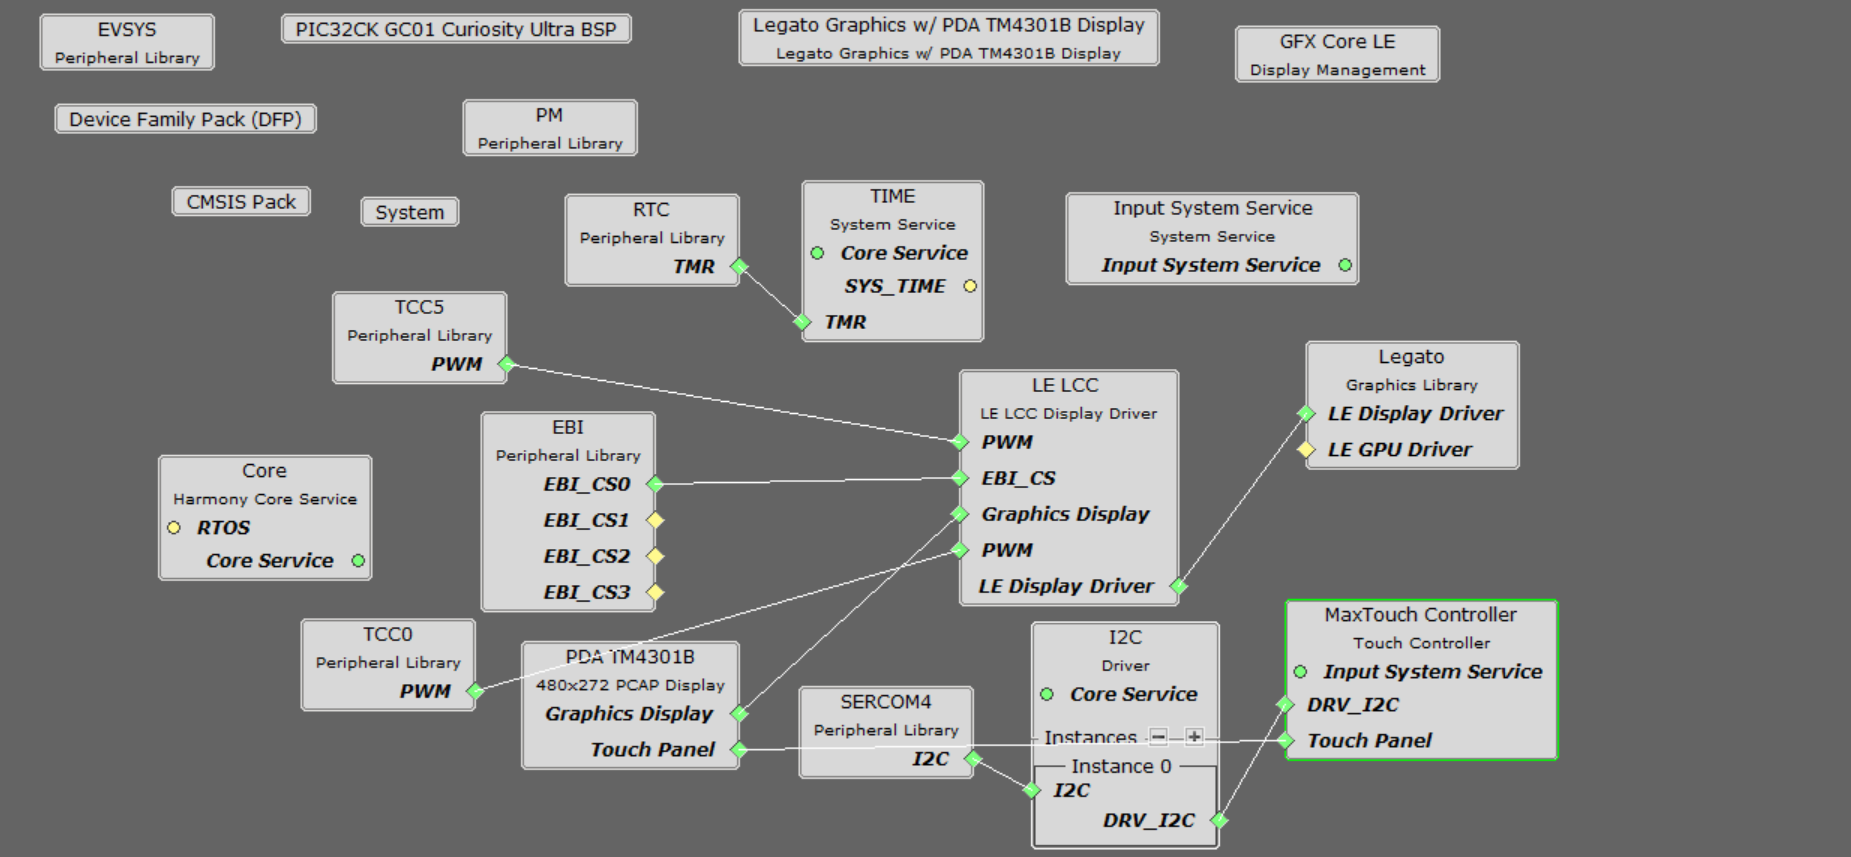 EVSYS
Peripheral Library
PIC32CK GC01 Curiosity Ultra BSP
Legato Graphics w/ PDA TM4301B Display
Legato Graphics w/ PDA TM4301B Display
GFX Core LE
Display Management
Device Family Pack (DFP)
PM
Peripheral Library
CMSIS Pack
System
RTC
Peripheral Library
TMR
TIME
System Service
Core Service
SYS_TIME
TMR
Input System Service
System Service
Input System Service
TCC5
Peripheral Library
PWM
LE LCC
LE LCC Display Driver
PWM
EBI_CS
Graphics Display
PWM
LE Display Driver
Legato
Graphics Library
LE Display Driver
LE GPU Driver
EBI
Peripheral Library
EBI_CS0
EBI_CS1
EBI_CS2
EBI_CS3
Core
Harmony Core Service
RTOS
Core Service
TCC0
Peripheral Library
PWM
PDA TM4301B
480x272 PCAP Display
Graphics Display
Touch Panel
SERCOM4
Peripheral Library
I2C
I2C
Driver
Core Service
Instances
Instance 0
I2C
DRV_I2C
MaxTouch Controller
Touch Controller
Input System Service
DRV_I2C
Touch Panel